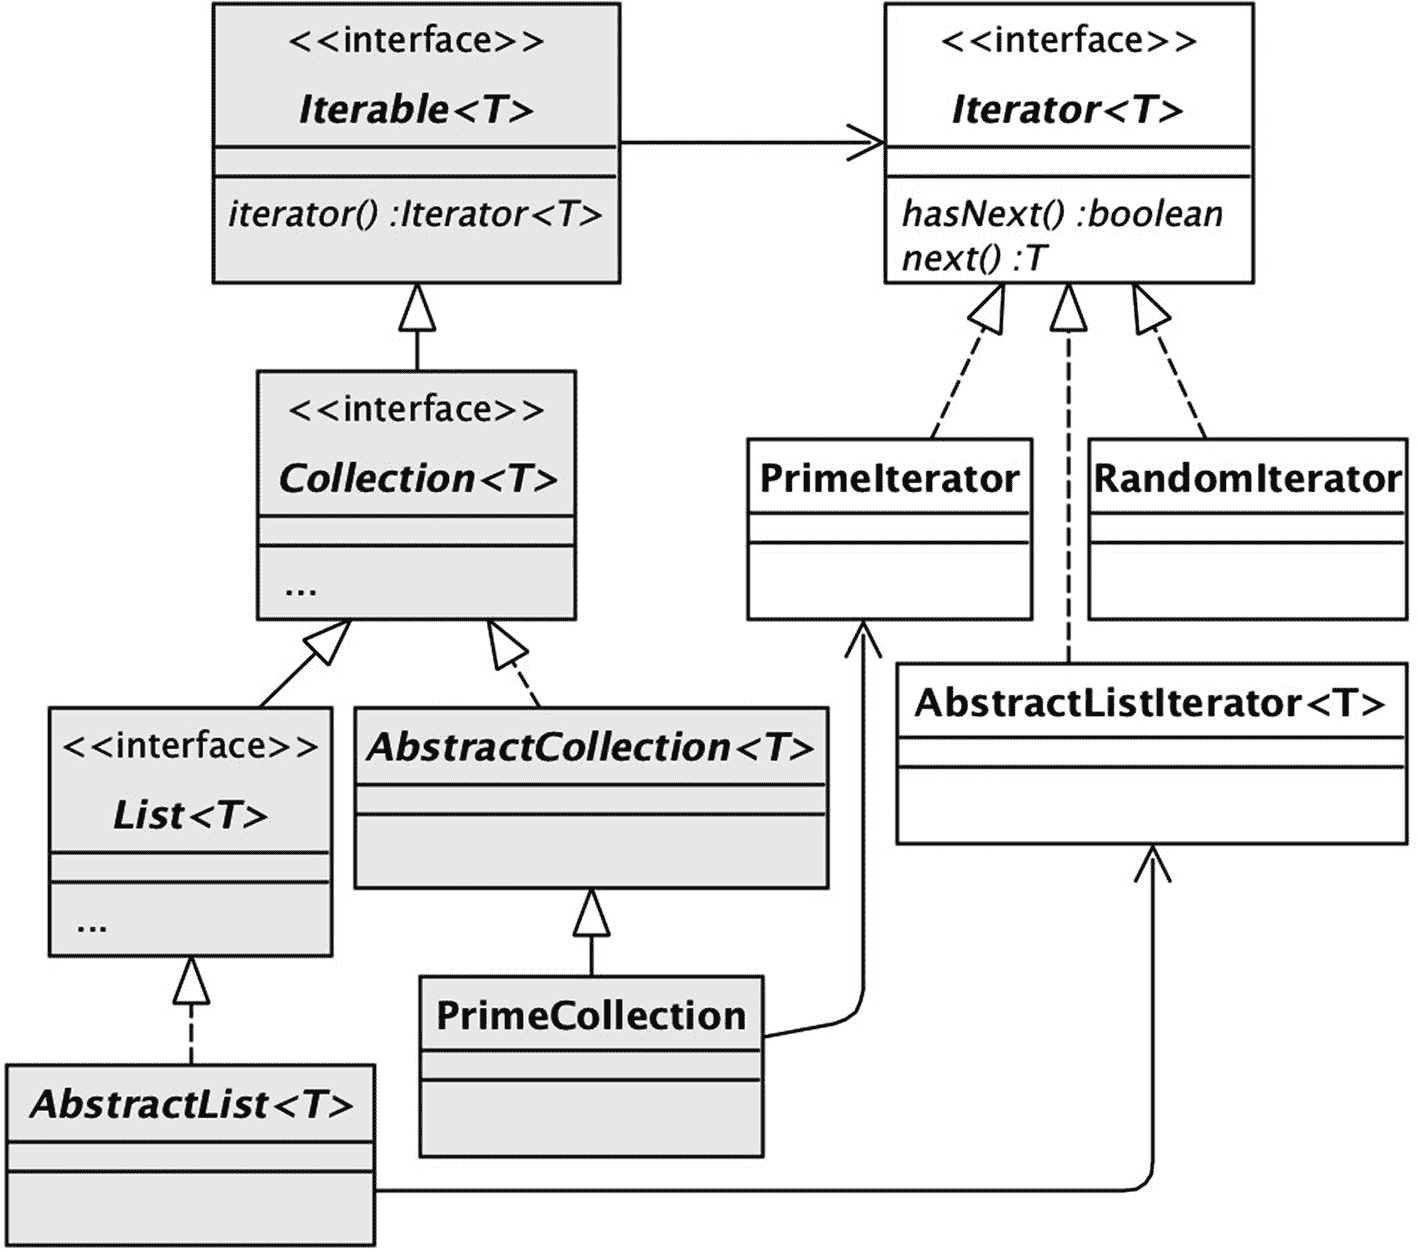 <<interface>>
Iterable<T>
iterator() :Iterator<T>
<<interface>>
Iterator<T>
hasNext() :boolean
next() :T
<<interface>>
Collection<T>
...
PrimeIterator
RandomIterator
AbstractListIterator<T>
<<interface>>
List<T>
...
AbstractCollection<T>
PrimeCollection
AbstractList<T>